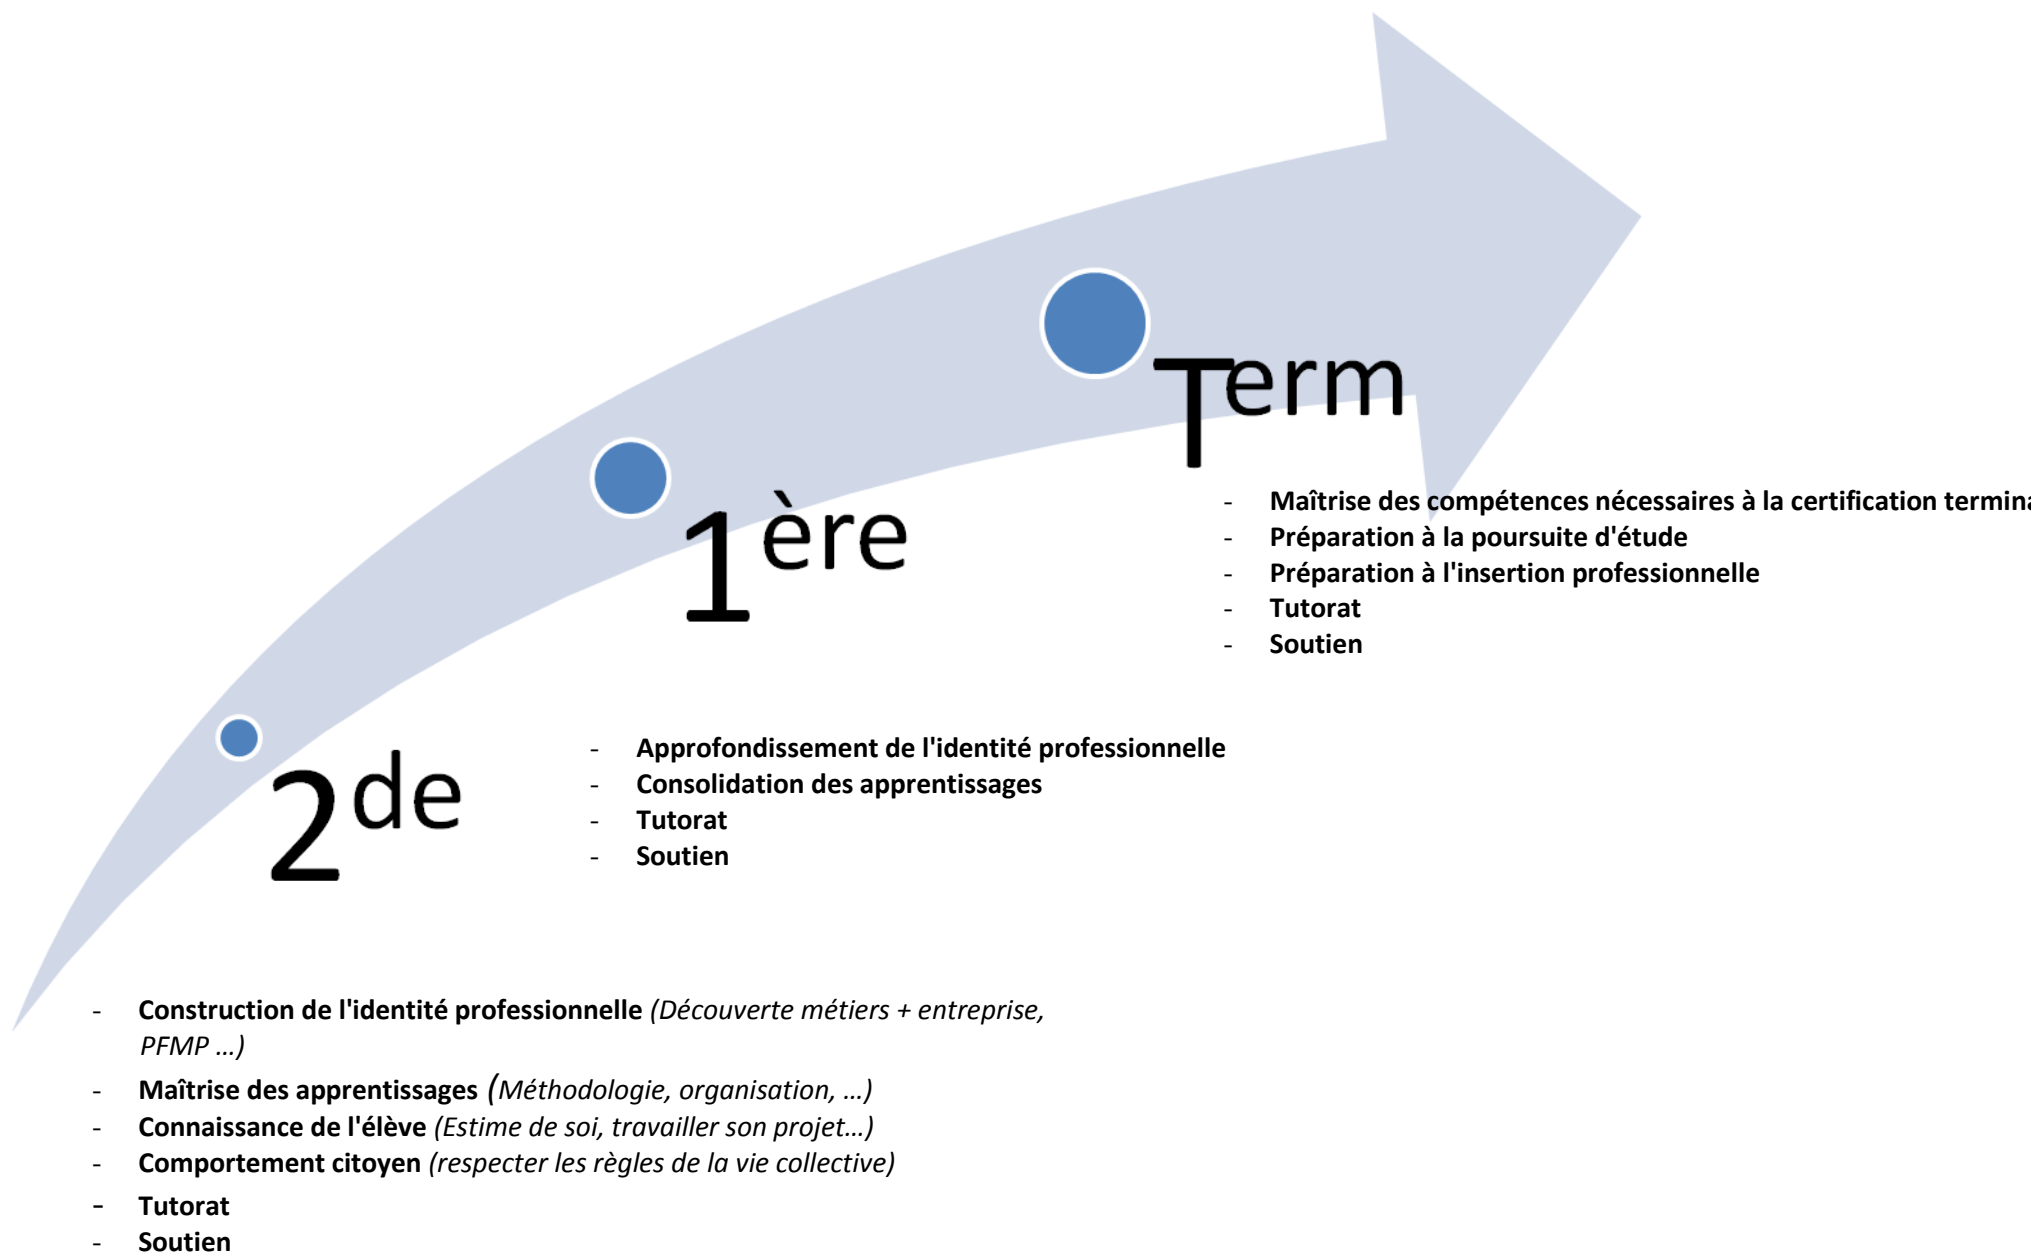 Term
- Maîtrise des compétences nécessaires à la certification
- Préparation à la poursuite d'étude
- Préparation à l'insertion professionnelle
- Tutorat
- Soutien
1ère
- Approfondissement de l'identité professionnelle
- Consolidation des apprentissages
- Tutorat
- Soutien
2de
- Construction de l'identité professionnelle (Découverte métiers + entreprise,
PFMP ...)
- Maîtrise des apprentissages (Méthodologie, organisation, ...)
- Connaissance de l'élève (Estime de soi, travailler son projet...)
- Comportement citoyen (respecter les règles de la vie collective)
- Tutorat
- Soutien